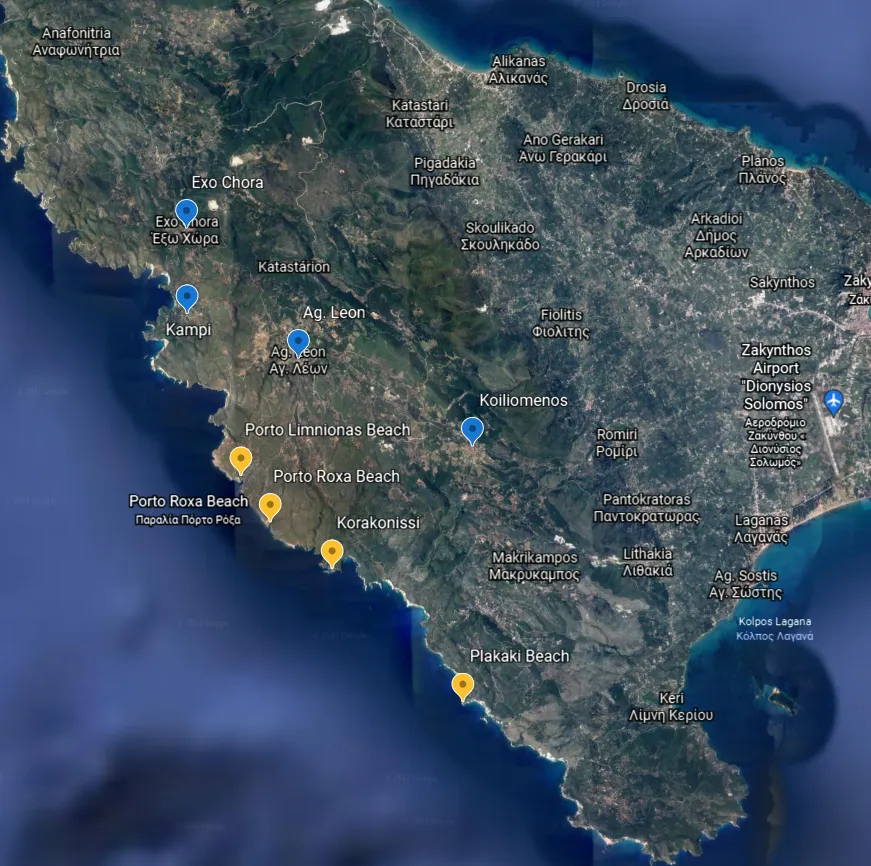 Anafonitria
Αναφωνήτρια
Alikanas
Αλικανάς
Drosia
Δροσιά
Katastari
Καταστάρι
Ano Gerakari
Άνω Γερακάρι
Pigadakia
Πηγαδάκια
Planos
Πλάνος
Exo Chora
Exo Chora
Έξω Χώρα
Skoulikado
Σκουληκάδο
Arkadioi
Δήμος
Αρκαδίων
Katastárion
Sakynthos
Kampi
Ag. Leon
Ag. Leon
Αγ. Λέων
Fiolitis
Φιολίτης
Zakynthos
Airport
"Dionysios
Solomos"
Αεροδρόμιο
Ζακύνθου «
Διονύσιος
Σολωμός»
Koiliomenos
Porto Limnionas Beach
Romiri
Ρομίρι
Porto Roxa Beach
Porto Roxa Beach
Παραλία Πόρτο Ρόξα
Pantokratoras
Παντοκράτορας
Korakonissi
Laganas
Λαγανάς
Makrikampos
Μακρύκαμπος
Lithakia
Λιθακιά
Ag. Sostis
Αγ. Σώστης
Kolpos Lagana
Κόλπος Λαγανά
Plakaki Beach
Keri
Λίμνη Κερίου